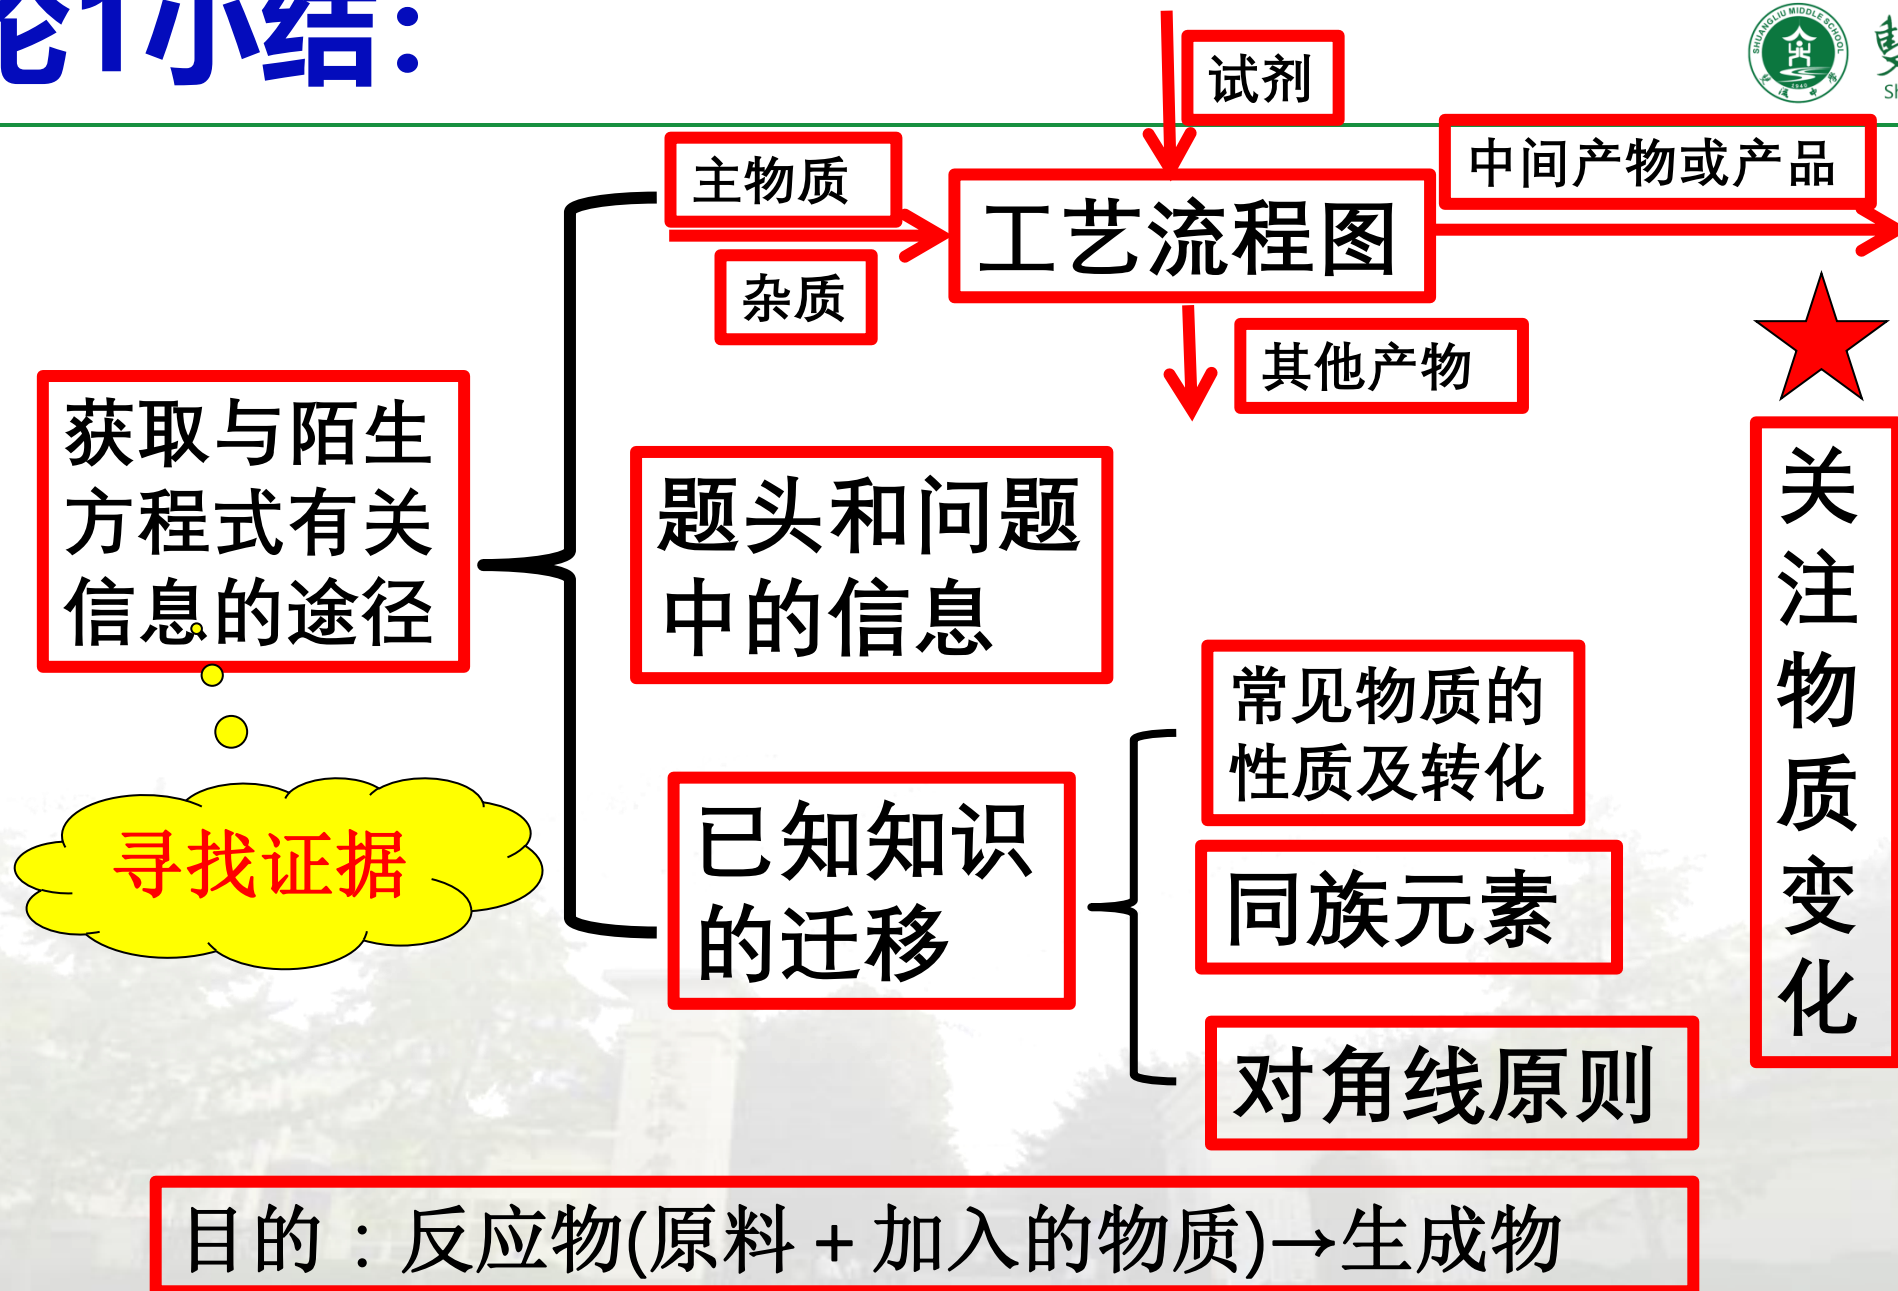 论1小结：
试剂
主物质
中间产物或产品
工艺流程图
杂质
其他产物
获取与陌生
方程式有关
信息的途径
题头和问题
中的信息
寻找证据
已知知识
的迁移
常见物质的
性质及转化
同族元素
对角线原则
关
注
物
质
变
化
目的：反应物(原料＋加入的物质)→生成物
SHUANGLIU MIDDLE SCHOOL
1940